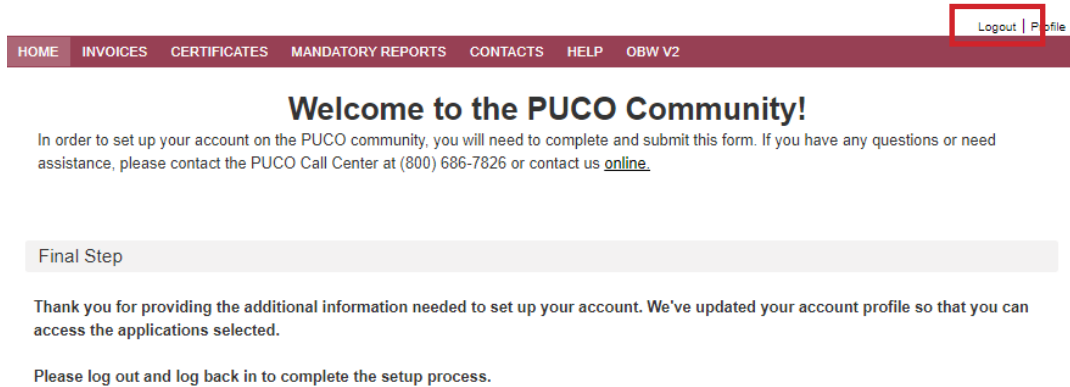 Logout | Profile
HOME INVOICES CERTIFICATES MANDATORY REPORTS CONTACTS HELP OBW V2
Welcome to the PUCO Community!
In order to set up your account on the PUCO community, you will need to complete and submit this form. If you have any questions or need
assistance, please contact the PUCO Call Center at (800) 686-7826 or contact us online.
Final Step
Thank you for providing the additional information needed to set up your account. We've updated your account profile so that you can
access the applications selected.
Please log out and log back in to complete the setup process.